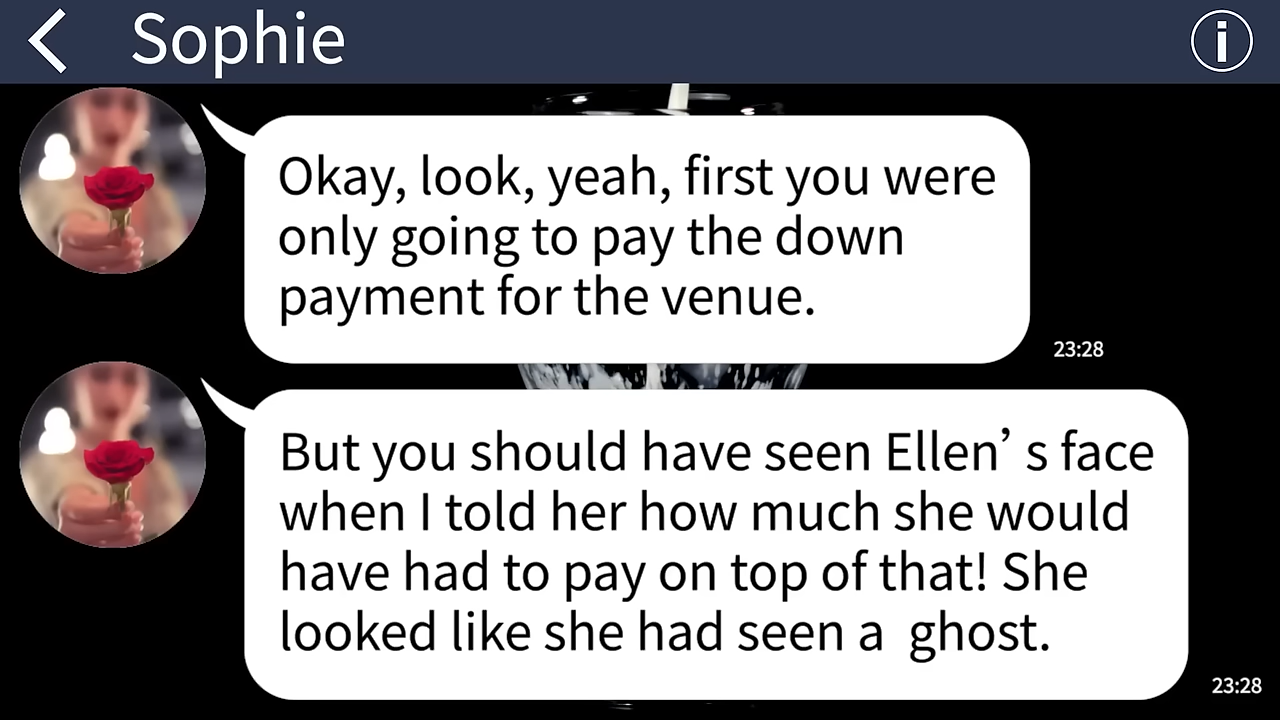 Sophie
Okay, look, yeah, first you were
only going to pay the down
payment for the venue.
23:28
But you should have seen Ellen’ s face
when I told her how much she would
have had to pay on top of that! She
looked like she had seen a  ghost.
23:28